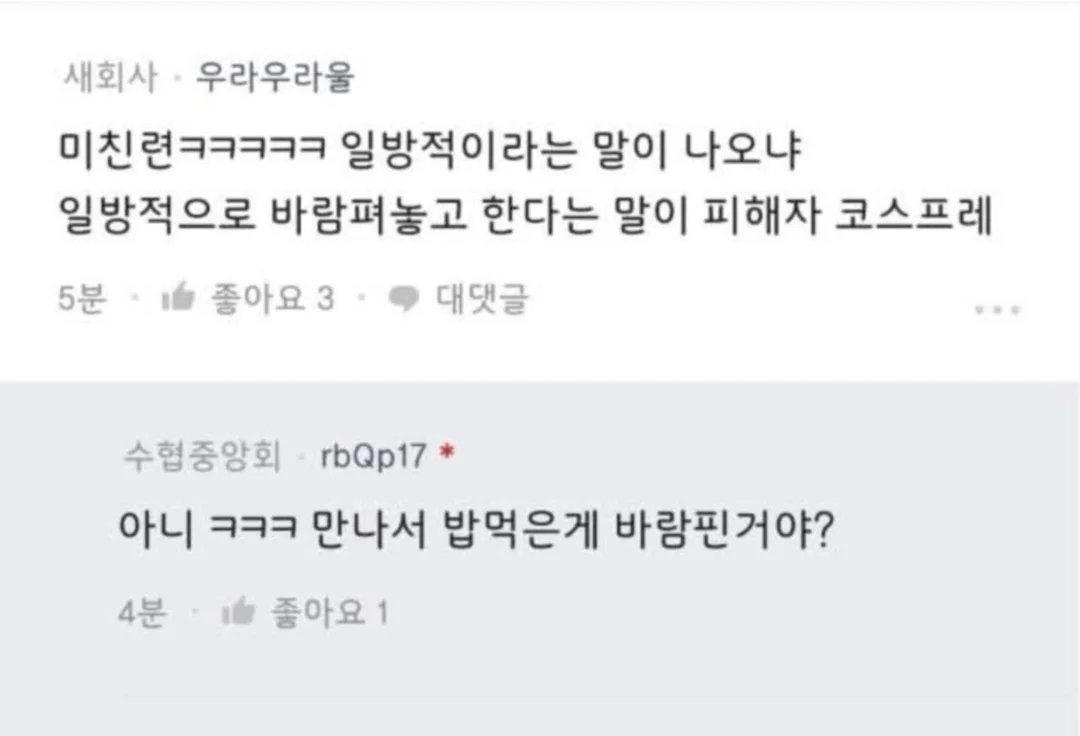 새회사 · 우라우라울
미친련ㅋㅋㅋㅋㅋ 일방적이라는 말이 나오냐
일방적으로 바람펴놓고 한다는 말이 피해자 코스프레
5분 · 좋아요 3 · 대댓글
수협중앙회 · rbQp17 *
아니 ㅋㅋㅋ 만나서 밥먹은게 바람핀거야?
4분 · 좋아요 1